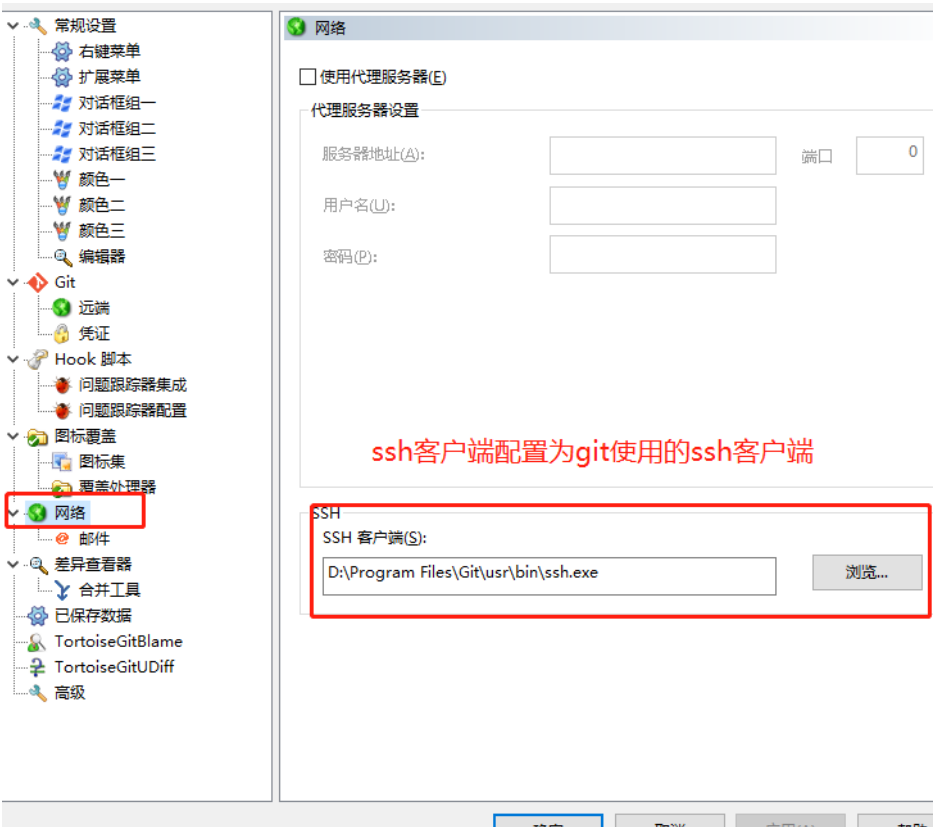 常规设置
右键菜单
扩展菜单
对话框组一
对话框组二
对话框组三
颜色一
颜色二
颜色三
编辑器
Git
远端
凭证
Hook 脚本
问题跟踪器集成
问题跟踪器配置
图标覆盖
图标集
覆盖处理器
网络
邮件
差异查看器
合并工具
已保存数据
TortoiseGitBlame
TortoiseGitUDiff
高级
网络
使用代理服务器(E)
代理服务器设置
服务器地址(A):
端口
0
用户名(U):
密码(P):
ssh客户端配置为git使用的ssh客户端
SSH
SSH 客户端(S):
D:\Program Files\Git\usr\bin\ssh.exe
浏览...